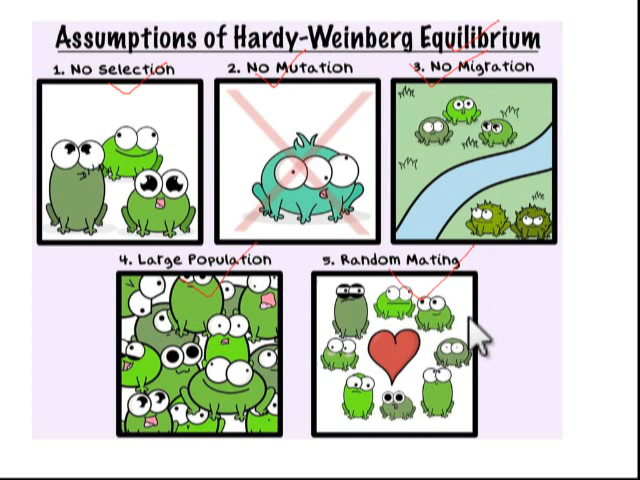 Assumptions of Hardy-Weinberg Equilibrium
1. No Selection
2. No Mutation
3. No Migration
4. Large Population
5. Random Mating